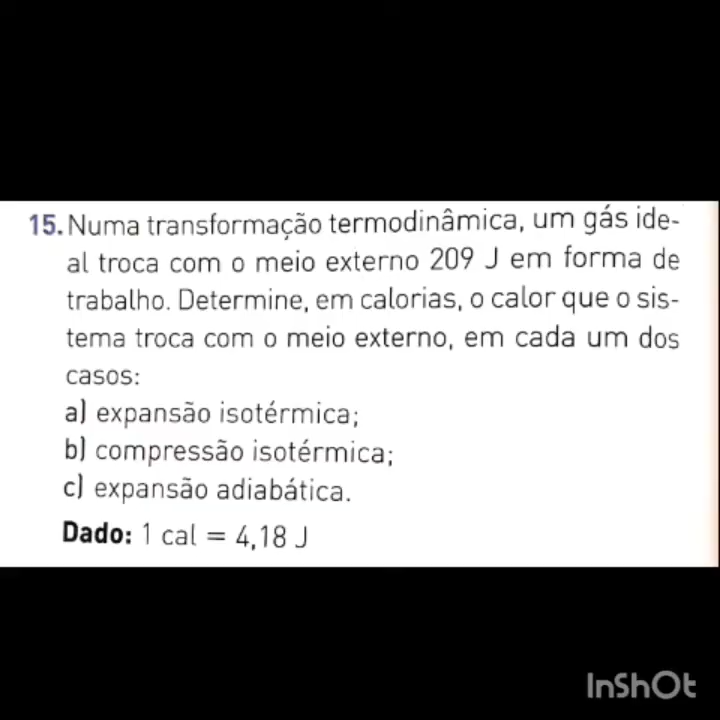 15. Numa transformação termodinâmica, um gás ide-
al troca com o meio externo 209 J em forma de
trabalho. Determine, em calorias, o calor que o sis-
tema troca com o meio externo, em cada um dos
casos:
a) expansão isotérmica;
b) compressão isotérmica;
c) expansão adiabática.
Dado: 1 cal = 4,18 J
InShOt